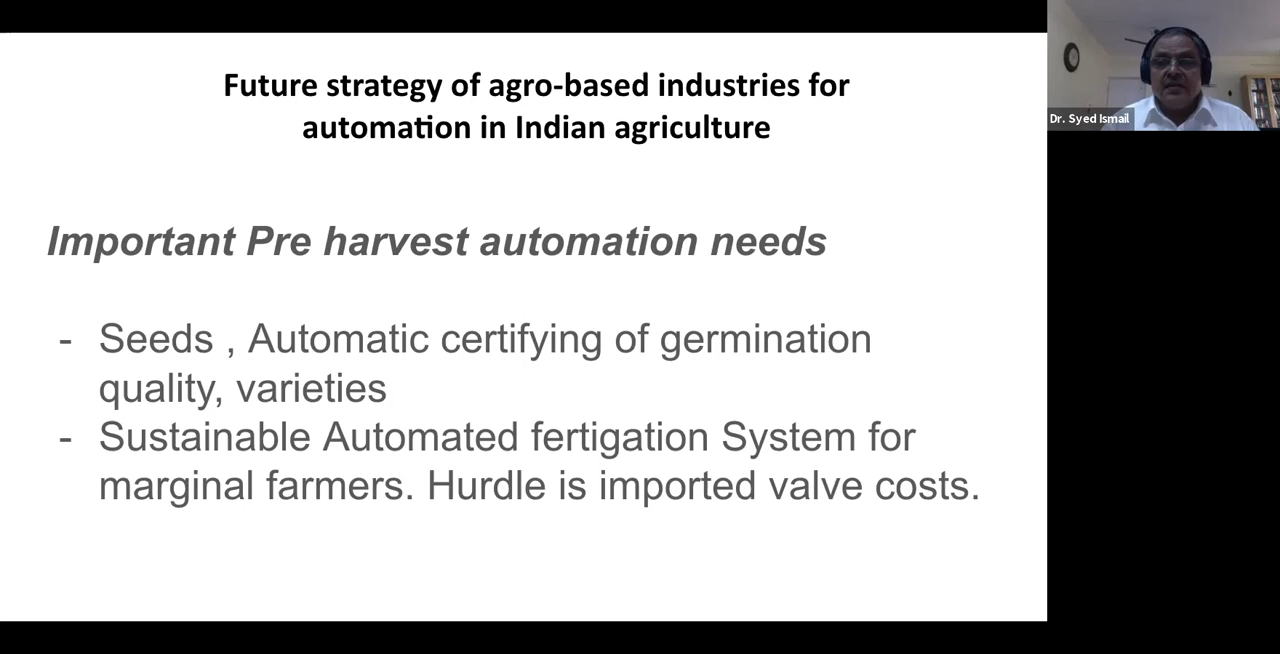 Future strategy of agro-based industries for
automation in Indian agriculture
Important Pre harvest automation needs
- Seeds , Automatic certifying of germination
quality, varieties
- Sustainable Automated fertigation System for
marginal farmers. Hurdle is imported valve costs.
Dr. Syed Ismail